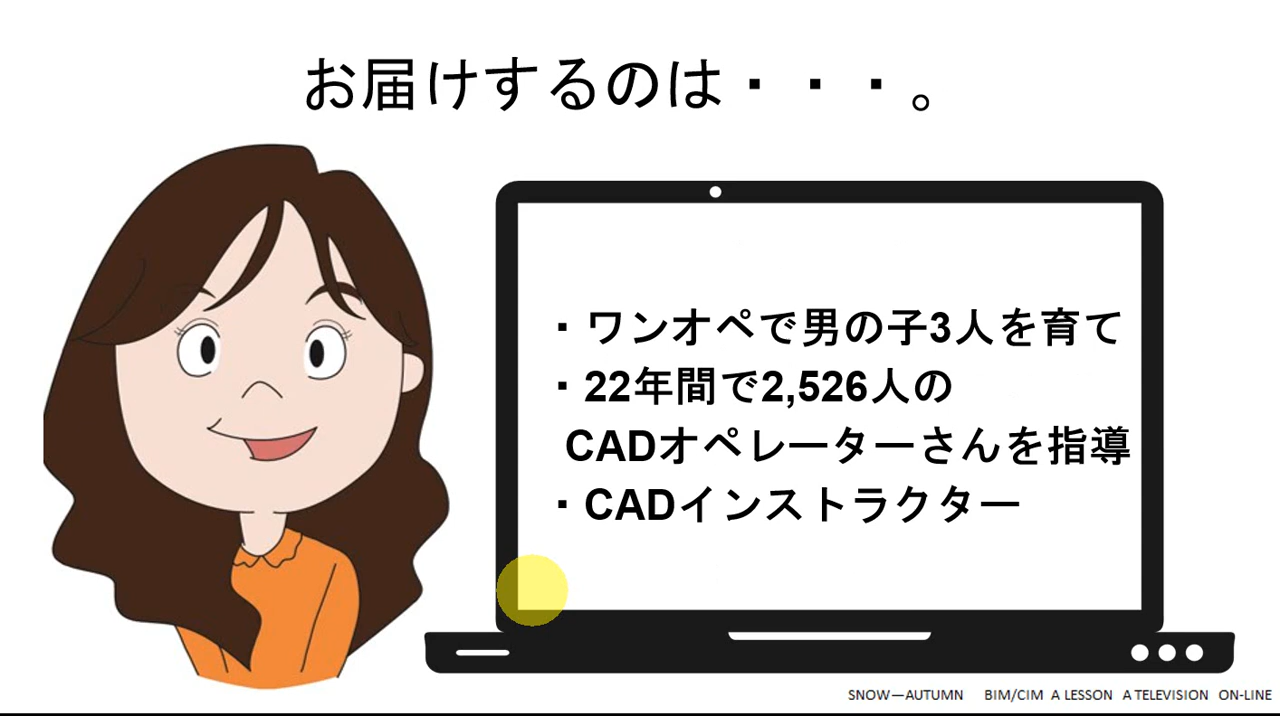 お届けするのは・・・。
・ワンオペで男の子3人を育て
・22年間で2,526人の
CADオペレーターさんを指導
・CADインストラクター
SNOW―AUTUMN BIM/CIM A LESSON A TELEVISION ON-LINE